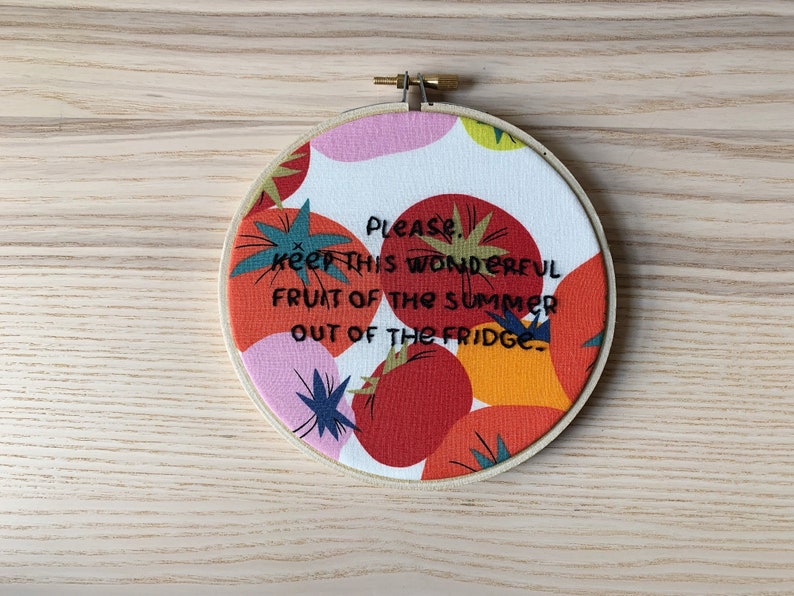 Please.
Keep this wonderful
fruit of the summer
out of the fridge.